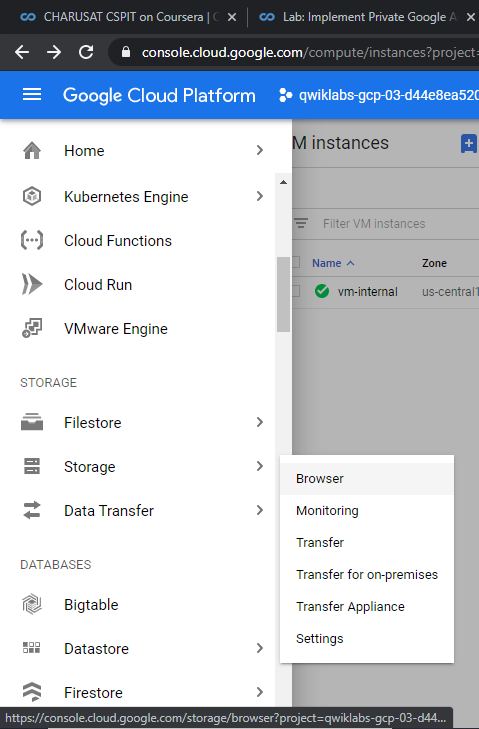 CHARUSAT CSPIT on Coursera | C
Lab: Implement Private Google A
console.cloud.google.com/compute/instances?project=
Google Cloud Platform
qwiklabs-gcp-03-d44e8ea520
Home
VM instances
Kubernetes Engine
Filter VM instances
Cloud Functions
Name
Zone
Cloud Run
vm-internal
us-central1
VMware Engine
STORAGE
Filestore
Storage
Browser
Data Transfer
Monitoring
Transfer
DATABASES
Transfer for on-premises
Bigtable
Transfer Appliance
Datastore
Settings
Firestore
https://console.cloud.google.com/storage/browser?project=qwiklabs-gcp-03-d44...